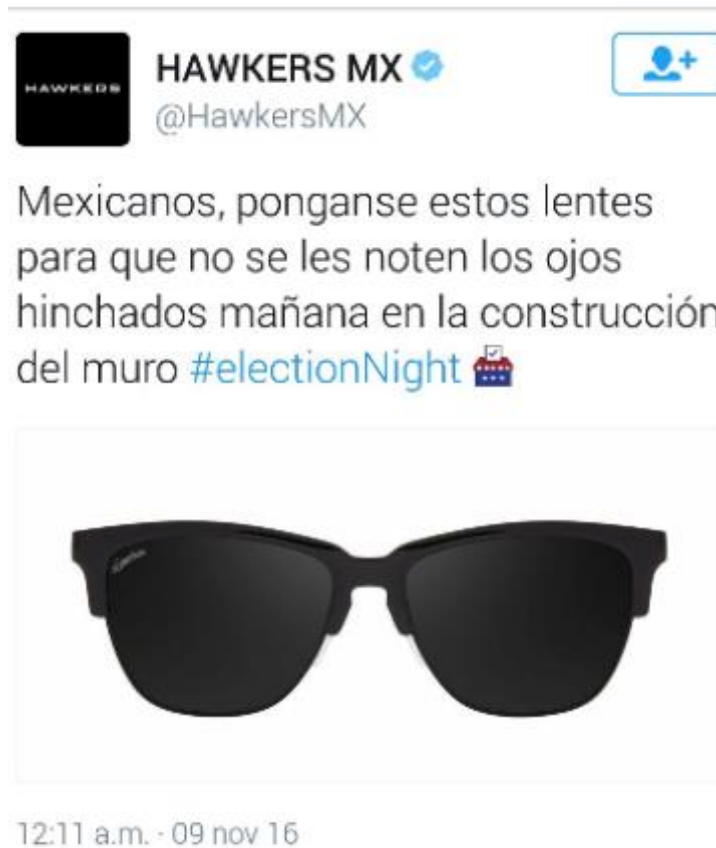 HAWKERS
HAWKERS MX
@HawkersMX
Mexicanos, ponganse estos lentes
para que no se les noten los ojos
hinchados mañana en la construcción
del muro #electionNight
12:11 a.m. · 09 nov 16